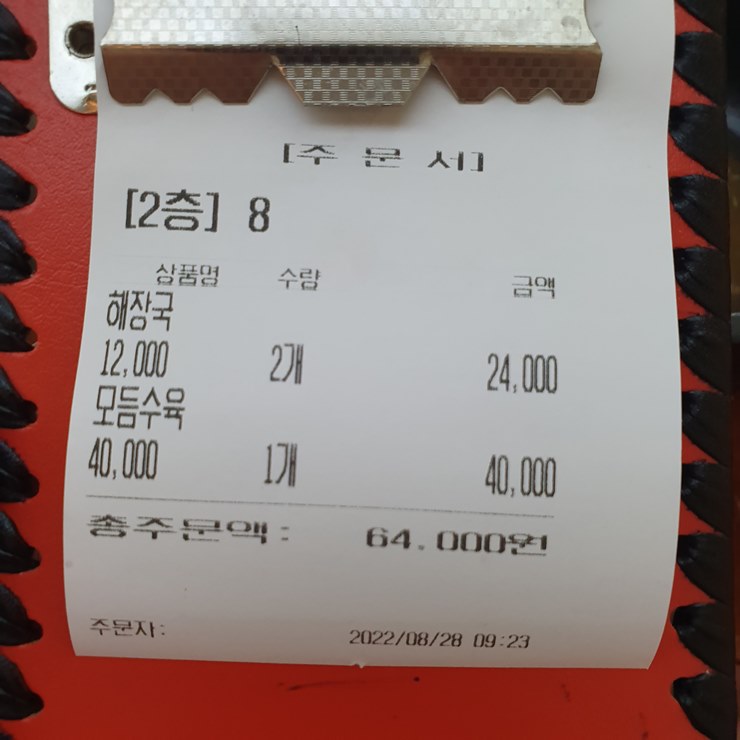 [주 문 서]
[2층] 8
상품명 수량 금액
해장국
12,000 2개 24,000
모듬수육
40,000 1개 40,000
총주문액: 64,000원
주문자:
2022/08/28 09:23